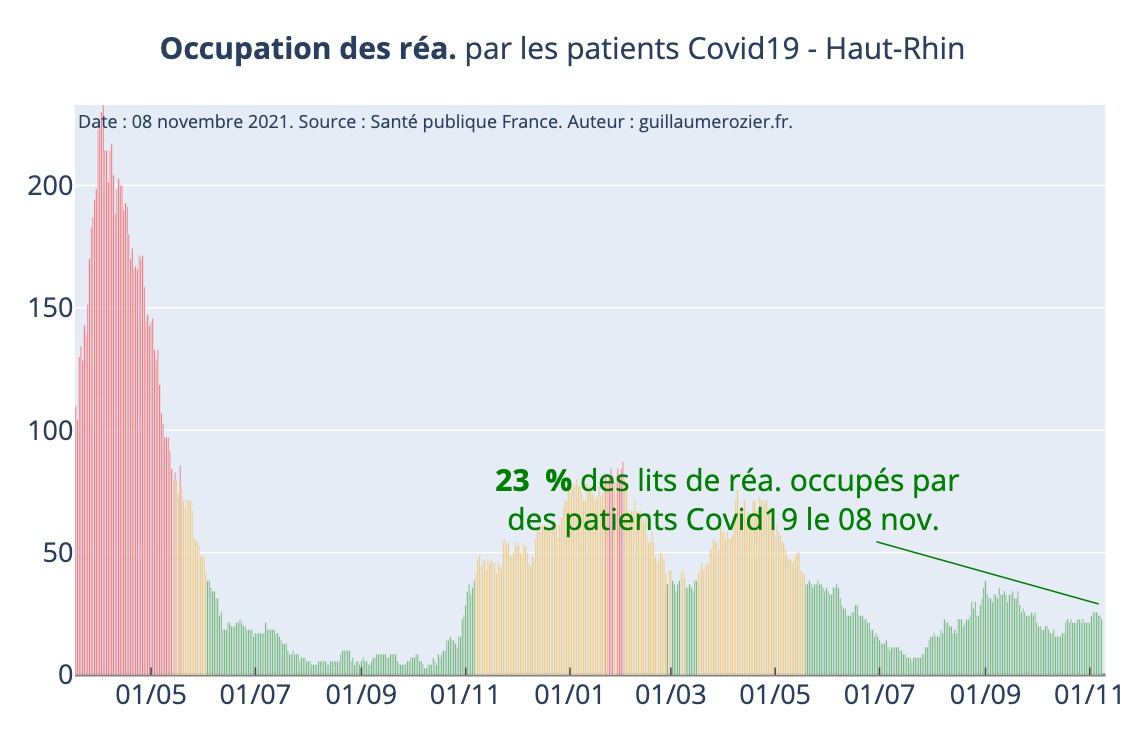 Occupation des réa. par les patients Covid19 - Haut-Rhin
Date : 08 novembre 2021. Source : Santé publique France. Auteur : guillaumerozier.fr.
200
150
100
23 % des lits de réa. occupés par
des patients Covid19 le 08 nov.
50
0
01/05 01/07 01/09 01/11 01/01 01/03 01/05 01/07 01/09 01/11